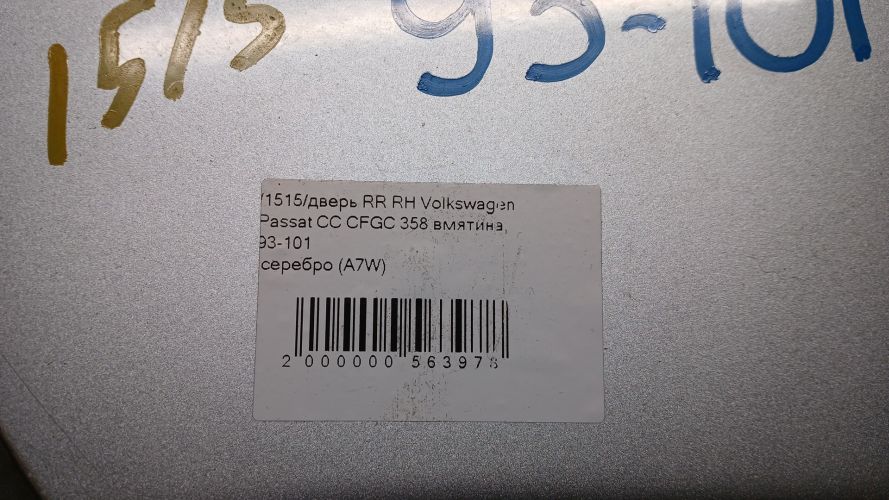 1515
93-101
/1515/дверь RR RH Volkswagen
Passat CC CFGC 358 вмятина,
93-101
серебро (A7W)
2 000000 563978